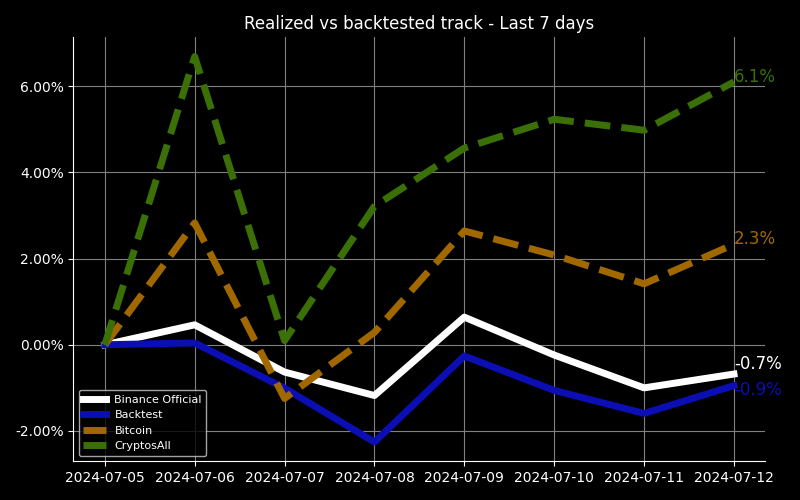 Realized vs backtested track - Last 7 days
6.00%
4.00%
2.00%
0.00%
-2.00%
6.1%
2.3%
-0.7%
-0.9%
Binance Official
Backtest
Bitcoin
CryptosAll
2024-07-05 2024-07-06 2024-07-07 2024-07-08 2024-07-09 2024-07-10 2024-07-11 2024-07-12